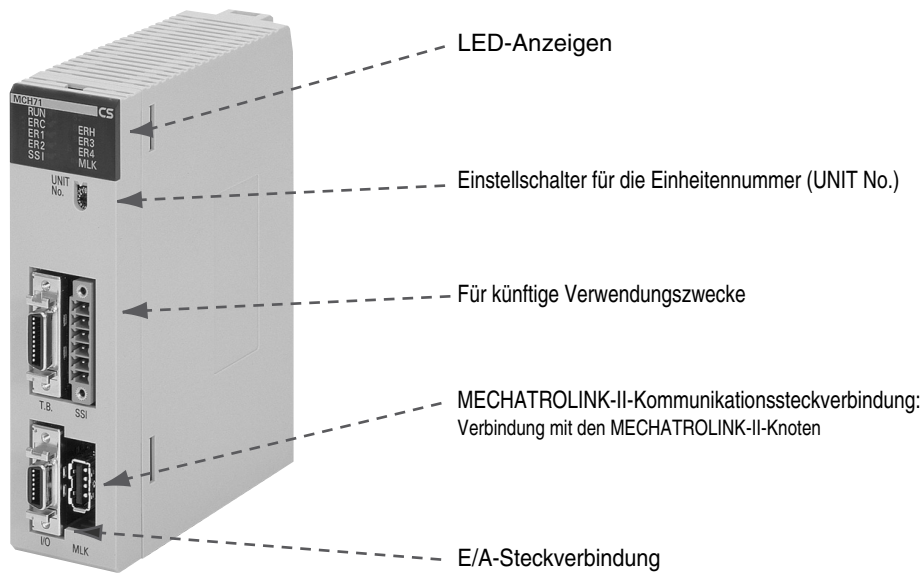 LED-Anzeigen
MCH71
CS
RUN
ERC
ER1
ER2
SSI
ERH
ER3
ER4
MLK
UNIT
No.
Einstellschalter für die Einheitennummer (UNIT No.)
Für künftige Verwendungszwecke
T.B.
SSI
MECHATROLINK-II-Kommunikationssteckverbindung:
Verbindung mit den MECHATROLINK-II-Knoten
I/O
MLK
E/A-Steckverbindung